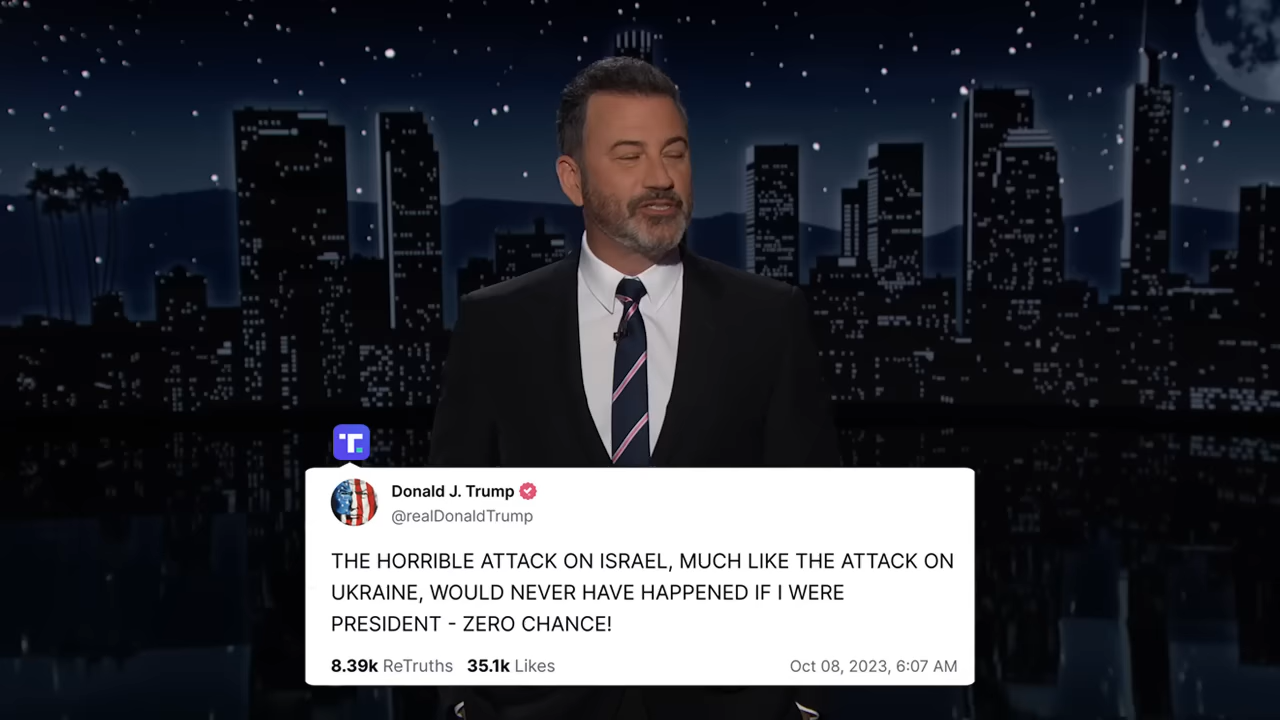 T.
Donald J. Trump
@realDonaldTrump
THE HORRIBLE ATTACK ON ISRAEL, MUCH LIKE THE ATTACK ON
UKRAINE, WOULD NEVER HAVE HAPPENED IF I WERE
PRESIDENT - ZERO CHANCE!
8.39k ReTruths 35.1k Likes Oct 08, 2023, 6:07 AM